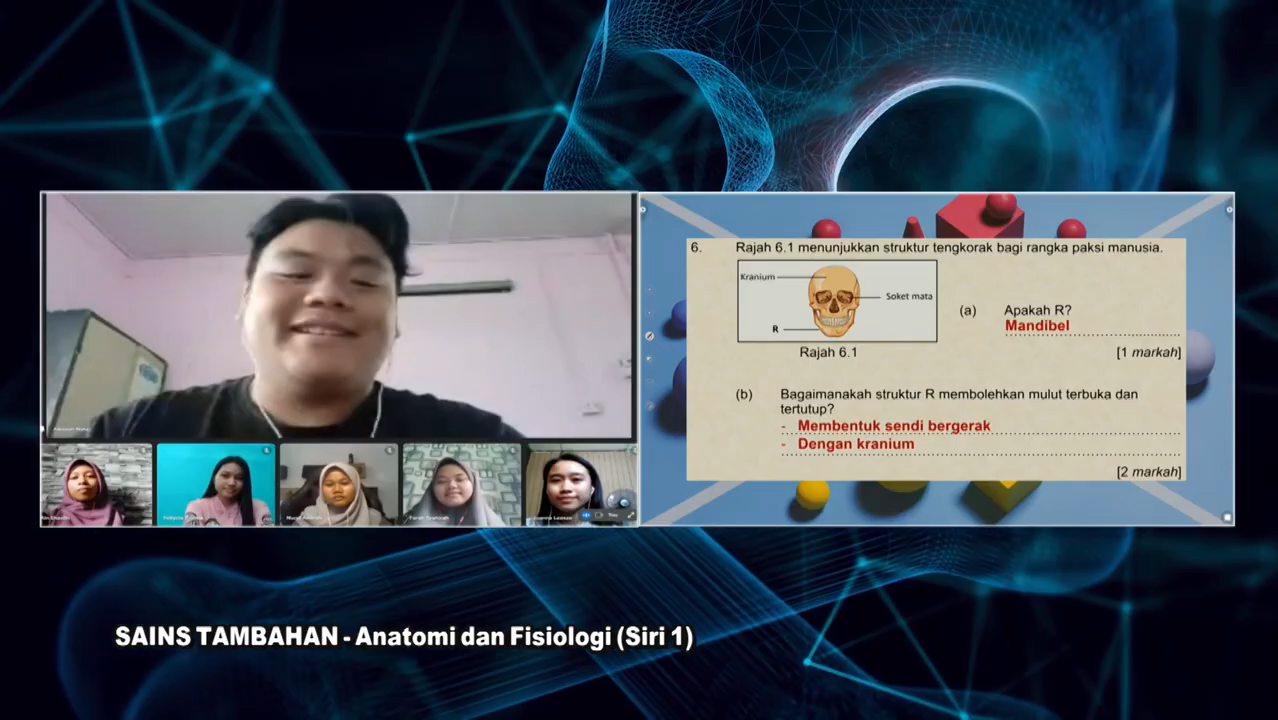 6. Rajah 6.1 menunjukkan struktur tengkorak bagi rangka paksi manusia.
Kranium
Soket mata
R
Rajah 6.1
(a) Apakah R?
Mandibel
[1 markah]
(b) Bagaimanakah struktur R membolehkan mulut terbuka dan
tertutup?
- Membentuk sendi bergerak
- Dengan kranium
[2 markah]
SAINS TAMBAHAN - Anatomi dan Fisiologi (Siri 1)